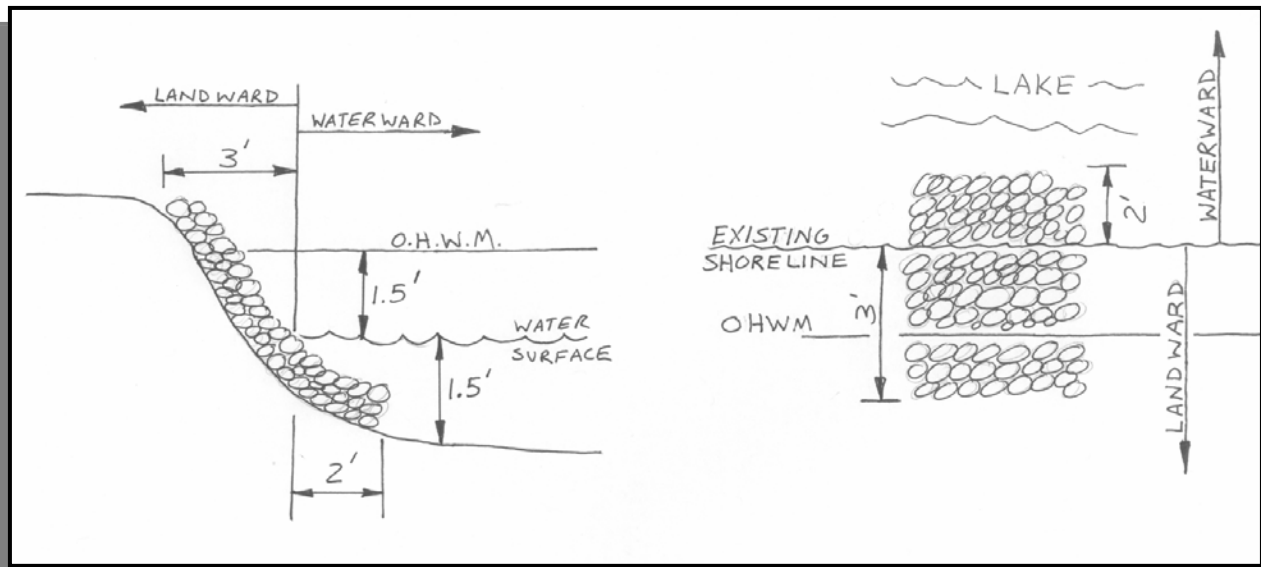 LANDWARD
WATERWARD
3'
O.H.W.M.
1.5'
WATER
SURFACE
1.5'
2'
LAKE
WATERWARD
2'
EXISTING
SHORELINE
3'
OHWM
LANDWARD